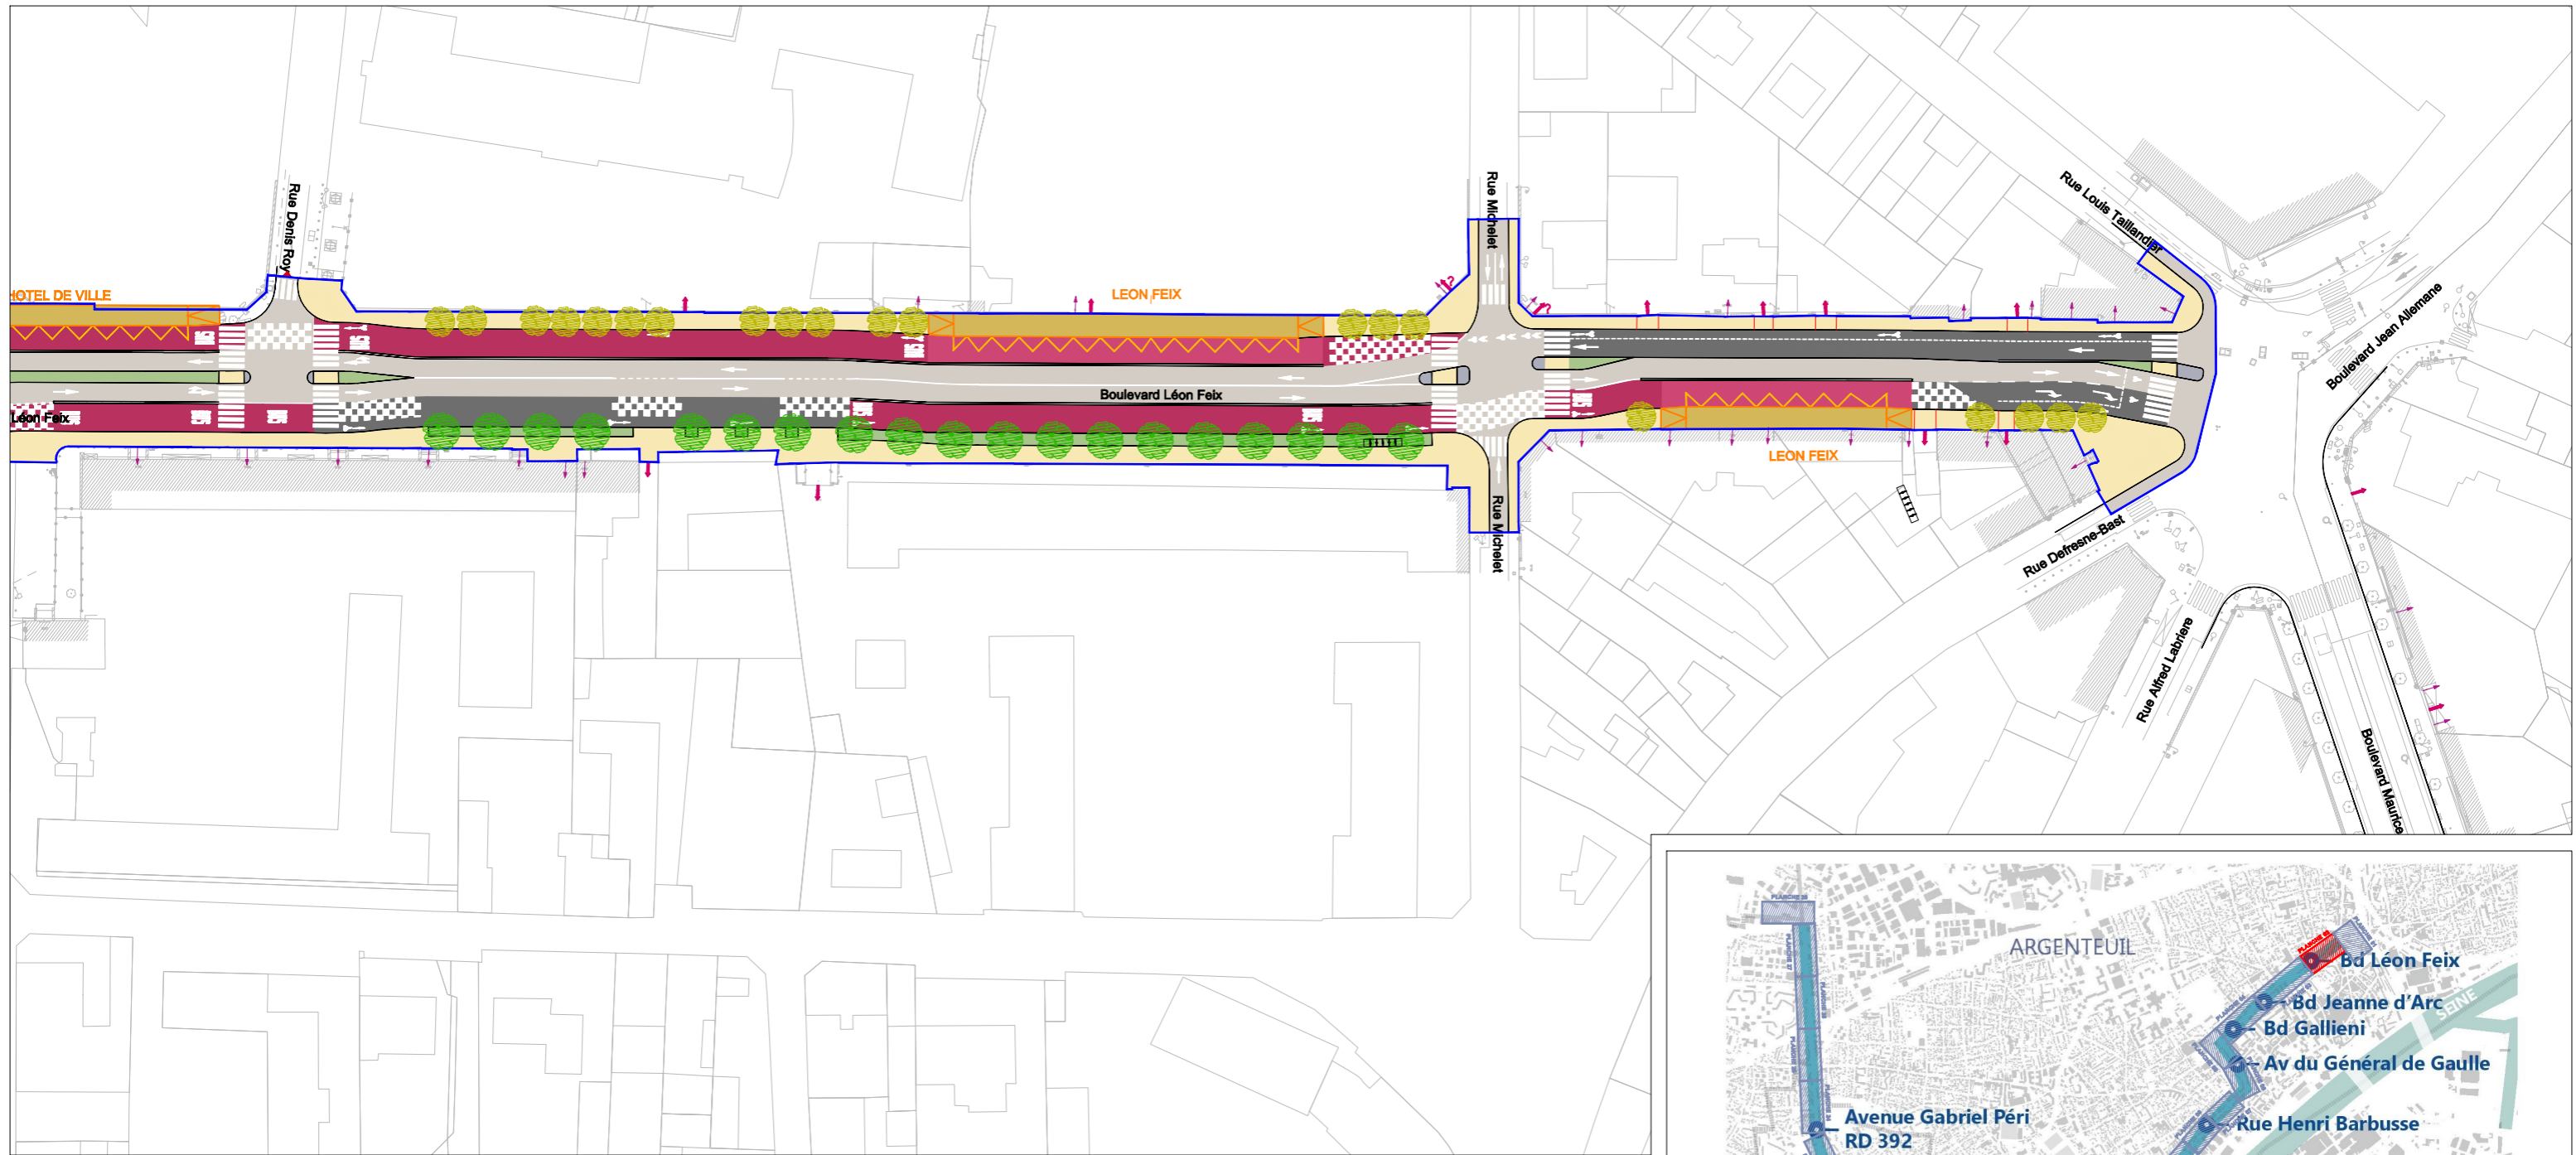 Rue Denis Roy
HOTEL DE VILLE
Léon Feix
LEON FEIX
Boulevard Léon Feix
Rue Michelet
Rue Michelet
LEON FEIX
Rue Louis Taillandier
Boulevard Jean Allemane
Rue Defresne-Bast
Rue Alfred Labriere
Boulevard Maurice
ARGENTEUIL
Bd Léon Feix
Bd Jeanne d'Arc
SEINE
Bd Gallieni
Av du Général de Gaulle
Avenue Gabriel Péri
RD 392
Rue Henri Barbusse